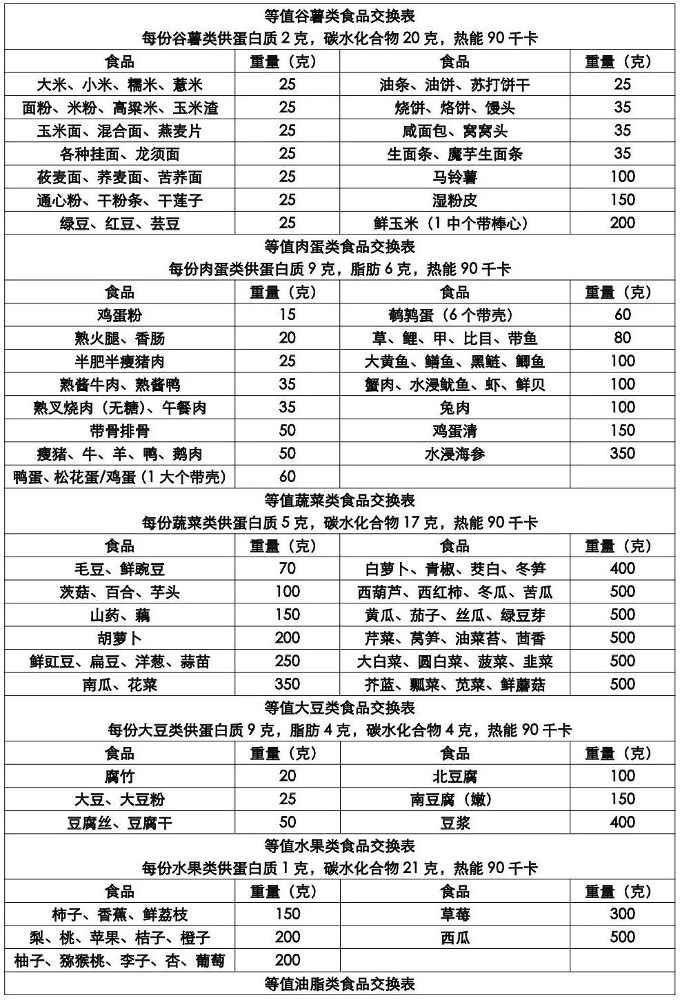 等值谷薯类食品交换表
每份谷薯类供蛋白质2克，碳水化合物20克，热能90千卡
食品 重量（克） 食品 重量（克）
大米、小米、糯米、薏米 25 油条、油饼、苏打饼干 25
面粉、米粉、高粱米、玉米渣 25 烧饼、烙饼、馒头 35
玉米面、混合面、燕麦片 25 咸面包、窝窝头 35
各种挂面、龙须面 25 生面条、魔芋生面条 35
莜麦面、荞麦面、苦荞面 25 马铃薯 100
通心粉、干粉条、干莲子 25 湿粉皮 150
绿豆、红豆、芸豆 25 鲜玉米（1中个带棒心） 200
等值肉蛋类食品交换表
每份肉蛋类供蛋白质9克，脂肪6克，热能90千卡
食品 重量（克） 食品 重量（克）
鸡蛋粉 15 鹌鹑蛋（6个带壳） 60
熟火腿、香肠 20 草、鲤、甲、比目、带鱼 80
半肥半瘦猪肉 25 大黄鱼、鳝鱼、黑鲢、鲫鱼 100
熟酱牛肉、熟酱鸭 35 蟹肉、水浸鱿鱼、虾、鲜贝 100
熟叉烧肉（无糖）、午餐肉 35 兔肉 100
带骨排骨 50 鸡蛋清 150
瘦猪、牛、羊、鸭、鹅肉 50 水浸海参 350
鸭蛋、松花蛋/鸡蛋（1大个带壳） 60
等值蔬菜类食品交换表
每份蔬菜类供蛋白质5克，碳水化合物17克，热能90千卡
食品 重量（克） 食品 重量（克）
毛豆、鲜豌豆 70 白萝卜、青椒、茭白、冬笋 400
茨菇、百合、芋头 100 西葫芦、西红柿、冬瓜、苦瓜 500
山药、藕 150 黄瓜、茄子、丝瓜、绿豆芽 500
胡萝卜 200 芹菜、莴笋、油菜苔、茴香 500
鲜豇豆、扁豆、洋葱、蒜苗 250 大白菜、圆白菜、菠菜、韭菜 500
南瓜、花菜 350 芥蓝、瓢菜、苋菜、鲜蘑菇 500
等值大豆类食品交换表
每份大豆类供蛋白质9克，脂肪4克，碳水化合物4克，热能90千卡
食品 重量（克） 食品 重量（克）
腐竹 20 北豆腐 100
大豆、大豆粉 25 南豆腐（嫩） 150
豆腐丝、豆腐干 50 豆浆 400
等值水果类食品交换表
每份水果类供蛋白质1克，碳水化合物21克，热能90千卡
食品 重量（克） 食品 重量（克）
柿子、香蕉、鲜荔枝 150 草莓 300
梨、桃、苹果、桔子、橙子 200 西瓜 500
柚子、猕猴桃、李子、杏、葡萄 200
等值油脂类食品交换表